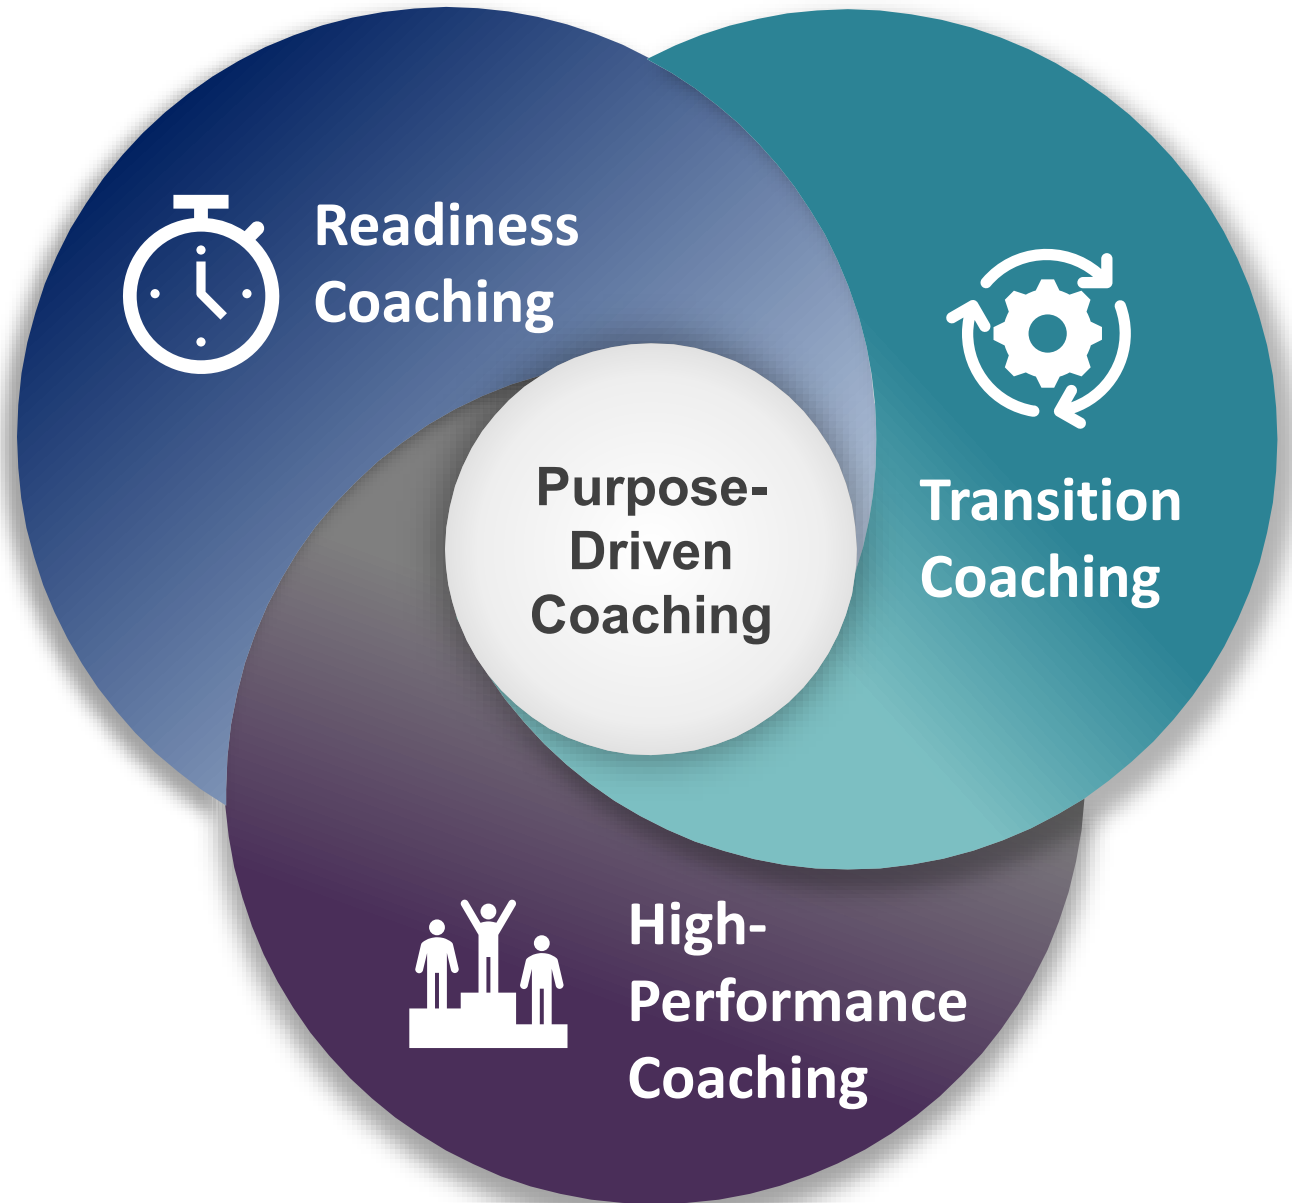 Readiness
Coaching
Purpose-
Driven
Coaching
Transition
Coaching
High-
Performance
Coaching